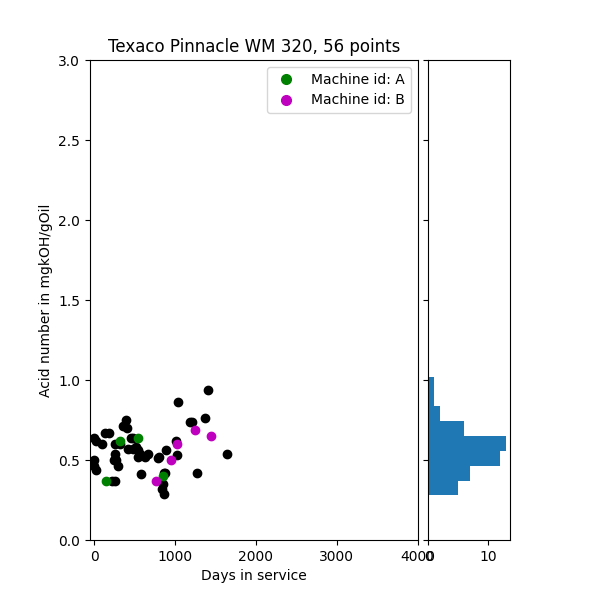 Texaco Pinnacle WM 320, 56 points
Machine id: A
Machine id: B
Acid number in mgkOH/gOil
3.0
2.5
2.0
1.5
1.0
0.5
0.0
0 1000 2000 3000 4000
0 10
Days in service